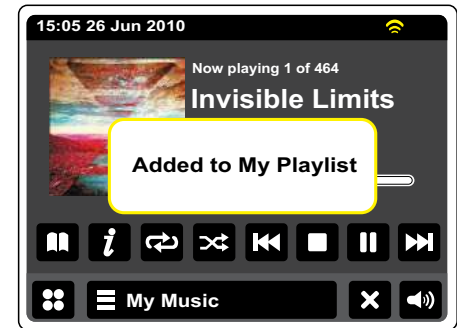 15:05 26 Jun 2010
Now playing 1 of 464
Invisible Limits
Added to My Playlist
i
My Music